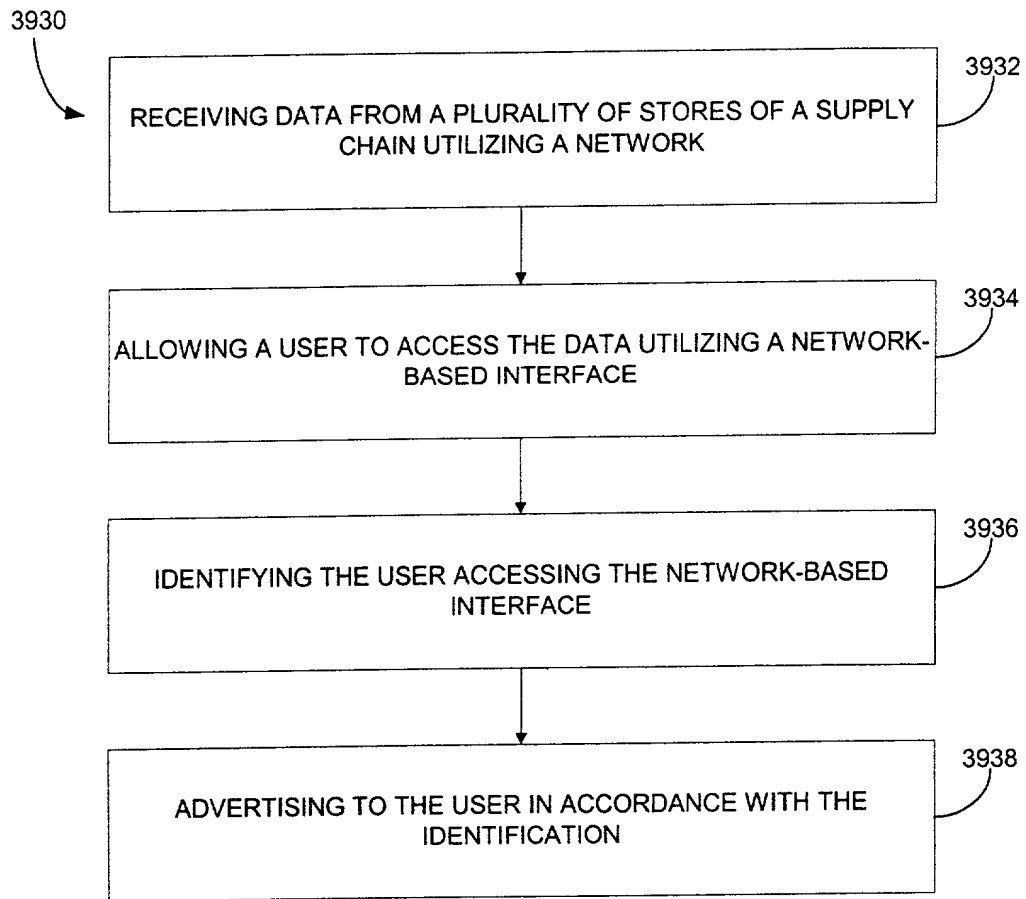 3930
3932
RECEIVING DATA FROM A PLURALITY OF STORES OF A SUPPLY
CHAIN UTILIZING A NETWORK
3934
ALLOWING A USER TO ACCESS THE DATA UTILIZING A NETWORK-
BASED INTERFACE
3936
IDENTIFYING THE USER ACCESSING THE NETWORK-BASED
INTERFACE
3938
ADVERTISING TO THE USER IN ACCORDANCE WITH THE
IDENTIFICATION